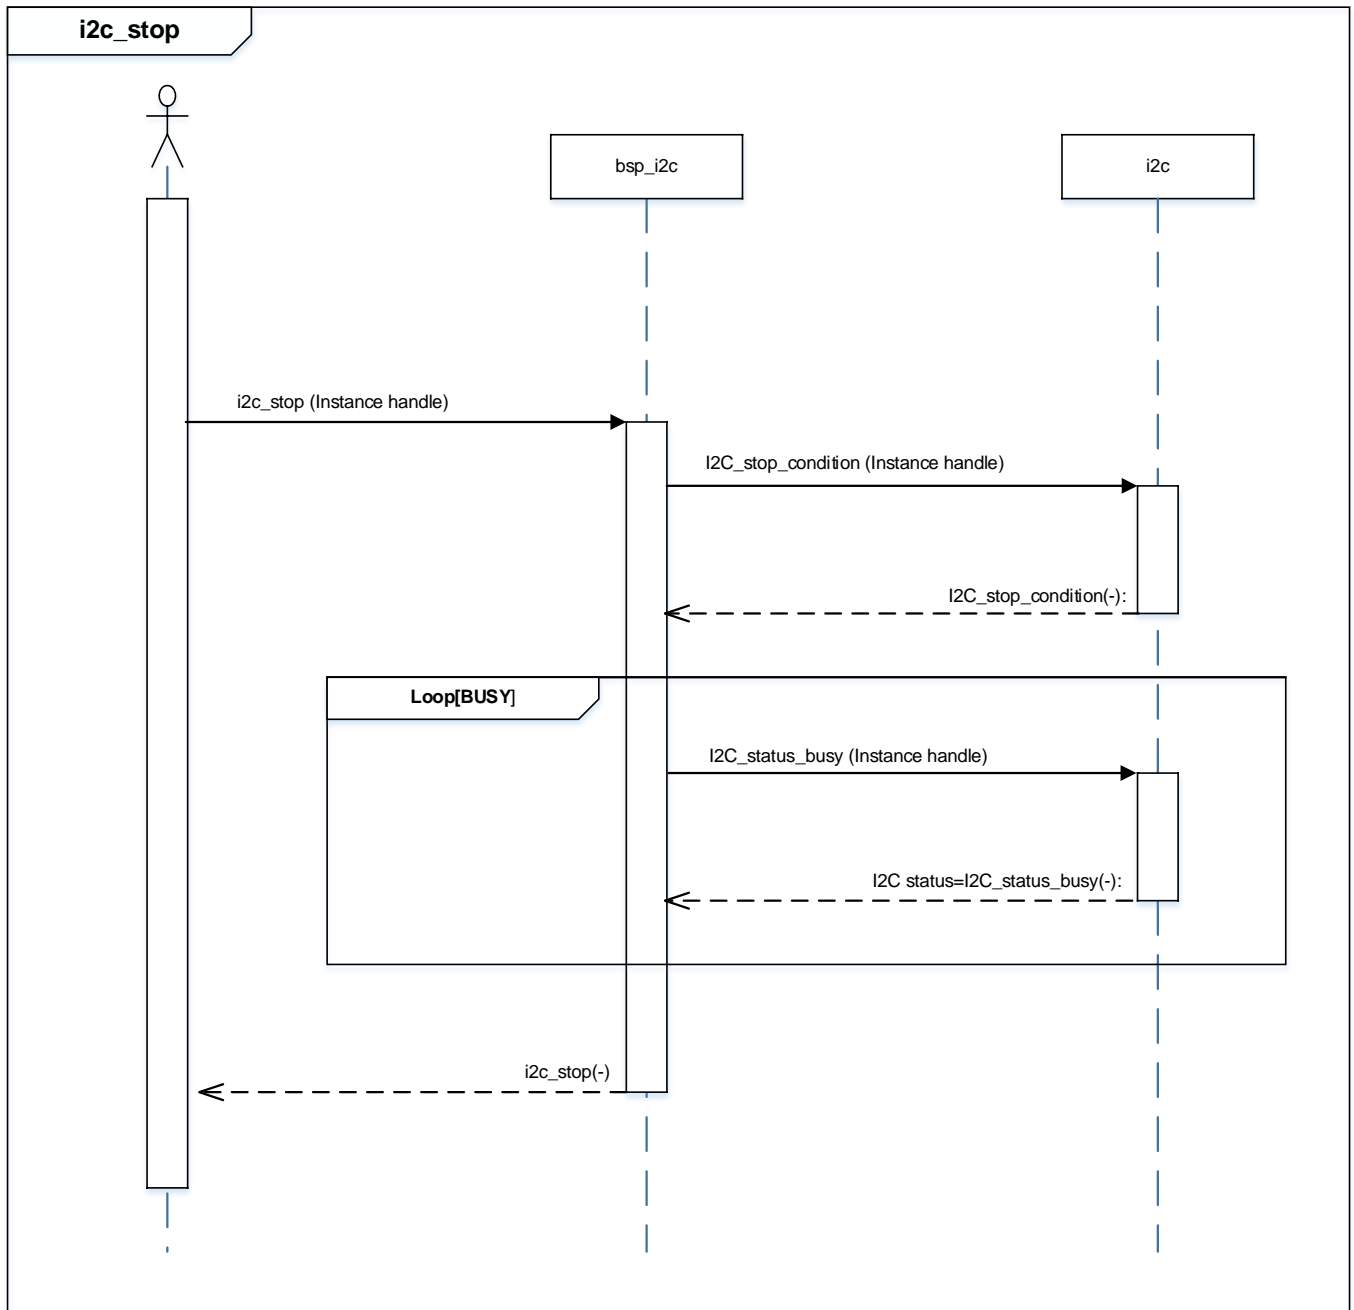 i2c_stop
bsp_i2c
i2c
i2c_stop (Instance handle)
I2C_stop_condition (Instance handle)
I2C_stop_condition(-):
Loop[BUSY]
I2C_status_busy (Instance handle)
I2C status=I2C_status_busy(-):
i2c_stop(-)